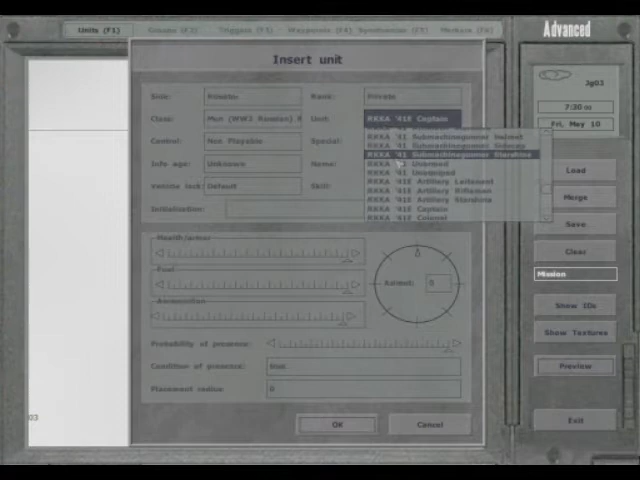 Units (F1) Groups (F2) Triggers (F3) Waypoints (F4) Synchronize (F5) Markers (F6) Advanced
Insert unit
Side: Rank: Private
Class: Men (WW2 Russian) Unit: RKKA '41E Captain
Control: Non Playable Special:
Info age: Unknown Name:
Vehicle lock: Default Skill:
Initialization:
RKKA '41 Submachinegunner Helmet
RKKA '41 Submachinegunner Sidecap
RKKA '41 Submachinegunner Starshina
RKKA '41 Unarmed
RKKA '41 Unequiped
RKKA '41E Artillery Leitenant
RKKA '41E Artillery Rifleman
RKKA '41E Artillery Starshina
RKKA '41E Captain
RKKA '41E Colonel
Health/armor
Fuel
Ammunition
Azimut: 0
Probability of presence:
Condition of presence: true
Placement radius: 0
OK Cancel
Jg03
7:30
Fri, May 10
Load
Merge
Save
Clear
Mission
Show IDs
Show Textures
Preview
Exit
03